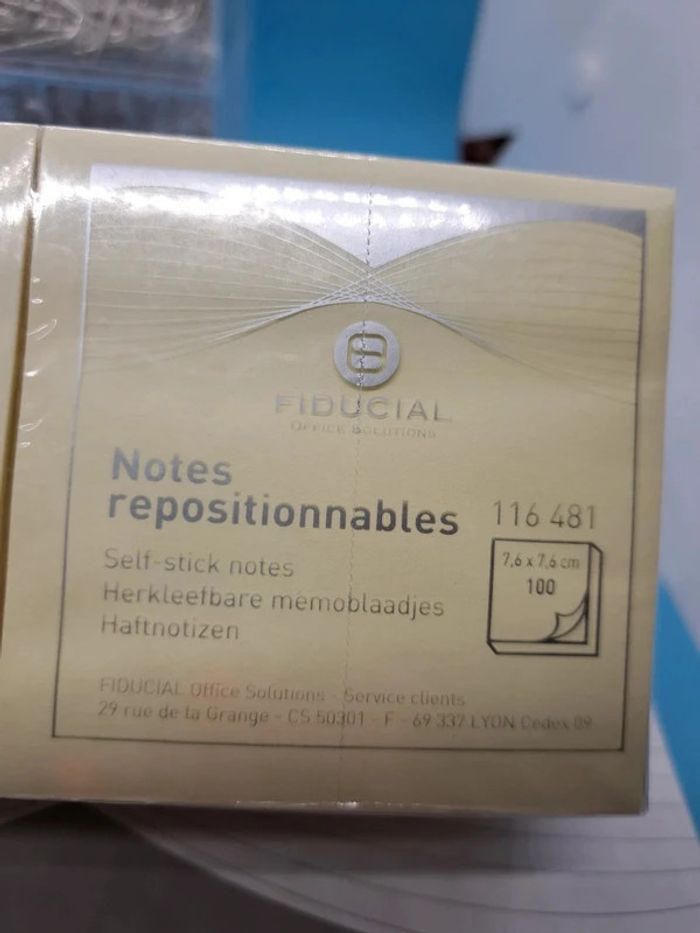 FIDUCIAL
OFFICE SOLUTIONS
Notes
repositionnables
116 481
7,6 x 7,6 cm
100
Self-stick notes
Herkleefbare memoblaadjes
Haftnotizen
FIDUCIAL Office Solutions - Service clients
29 rue de la Grange - CS 50301 - F - 69 337 LYON Cedex 09